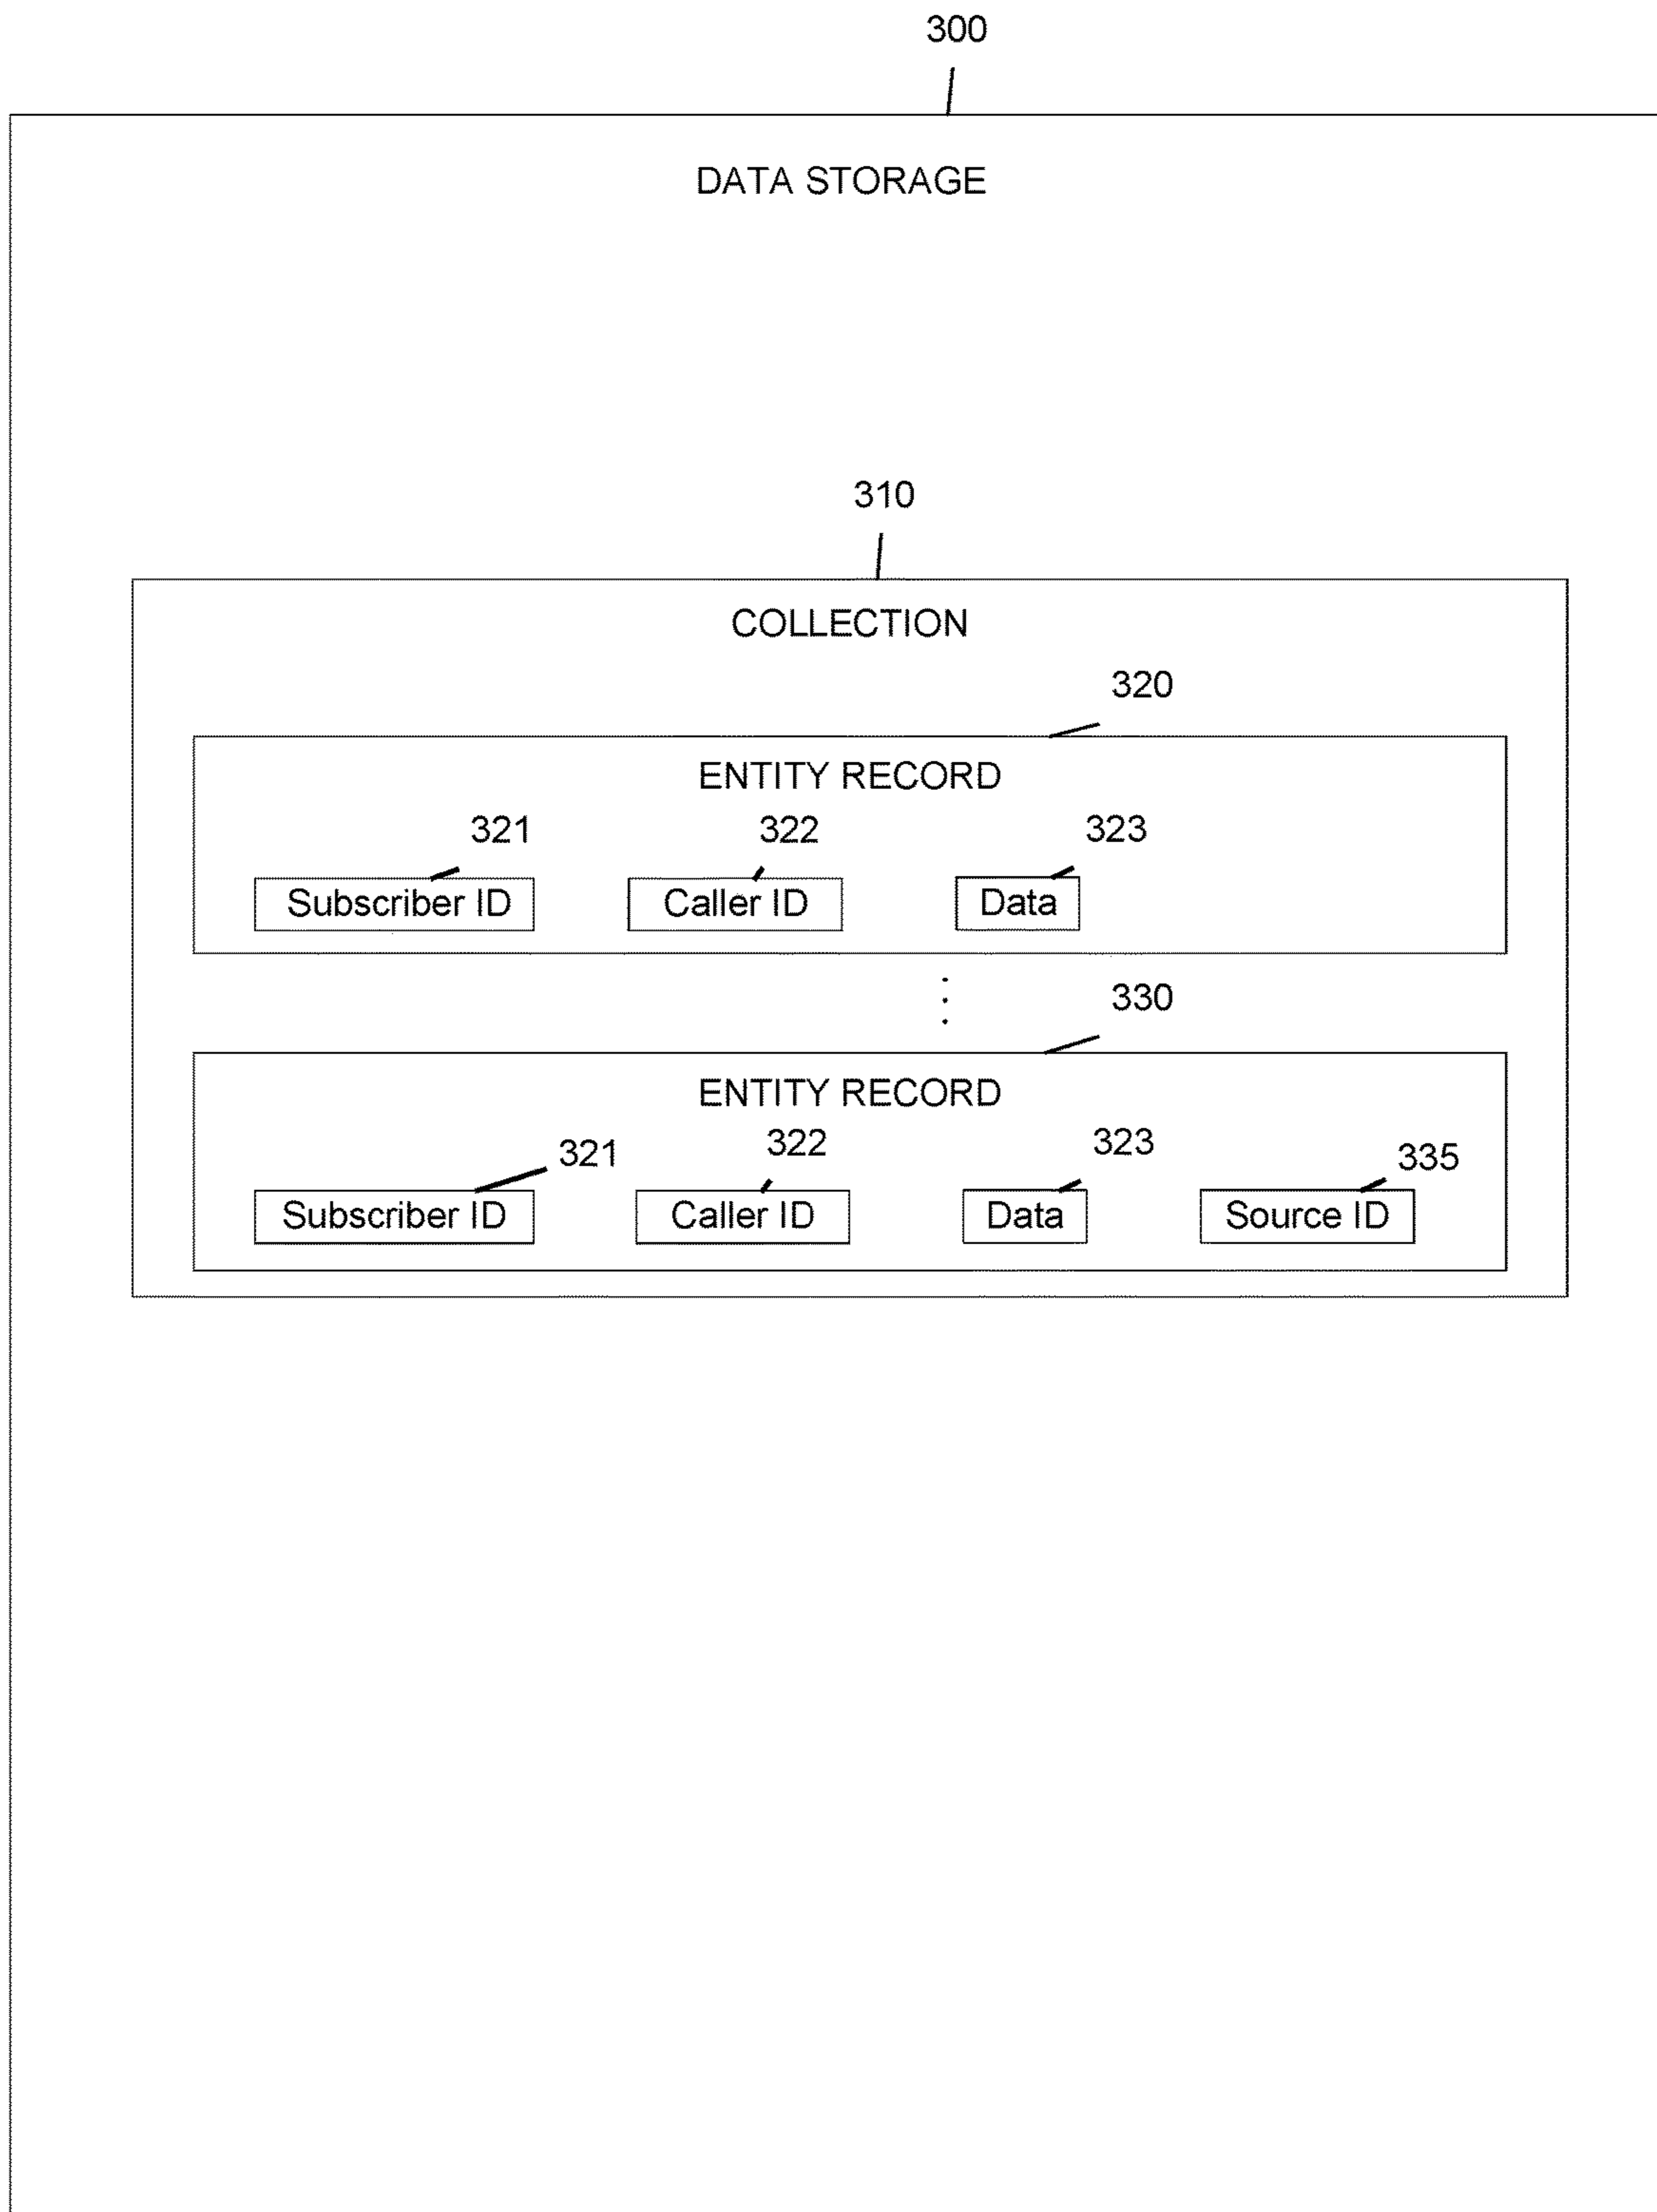 300
DATA STORAGE
310
COLLECTION
320
ENTITY RECORD
321 322 323
Subscriber ID Caller ID Data
330
ENTITY RECORD
321 322 323 335
Subscriber ID Caller ID Data Source ID